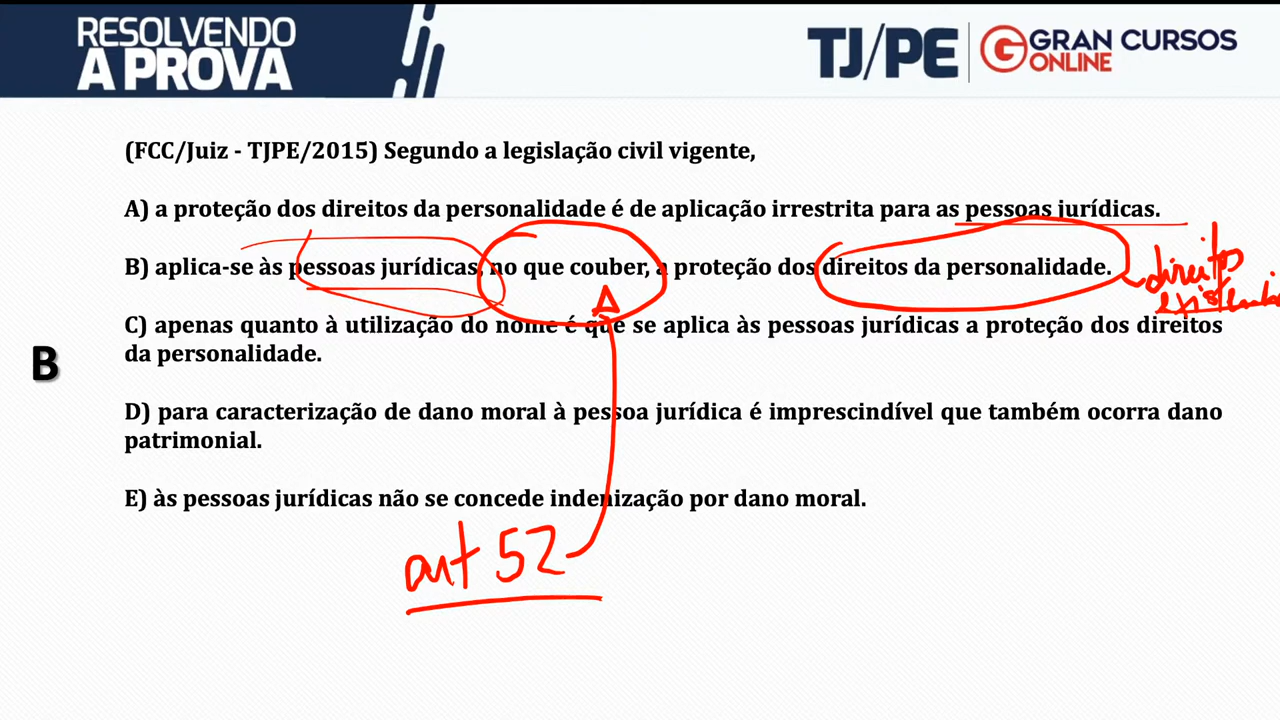 RESOLVENDO
A PROVA
TJ/PE
GRAN CURSOS
ONLINE
(FCC/Juiz - TJPE/2015) Segundo a legislação civil vigente,
A) a proteção dos direitos da personalidade é de aplicação irrestrita para as pessoas jurídicas.
B) aplica-se às pessoas jurídicas, no que couber, a proteção dos direitos da personalidade.
direitos
C) apenas quanto à utilização do nome é que se aplica às pessoas jurídicas a proteção dos direitos
da personalidade.
B
D) para caracterização de dano moral à pessoa jurídica é imprescindível que também ocorra dano
patrimonial.
E) às pessoas jurídicas não se concede indenização por dano moral.
art 52